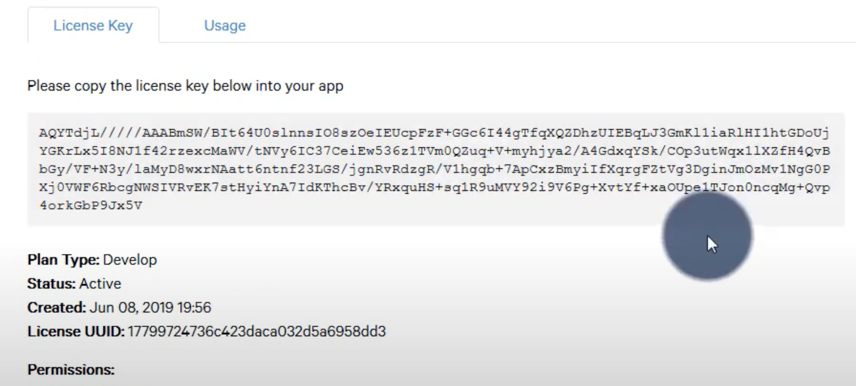 License Key
Usage
Please copy the license key below into your app
AQYTdjL/////AAABmSW/BIt64U0slnnsIO8szOeIEUcpFzF+GGc6I44gTfqXQZDhzUIEBqLJ3GmKl1iaRlHI1htGDoUj
YGKrLx5I8NJ1f42rzexcMaWV/tNVy6IC37CeiEw536z1TVm0QZuq+V+myhjya2/A4GdxqYSk/COp3utWqx1lXZfH4QvB
bGy/VF+N3y/laMyD8wxrNAatt6ntnf23LGS/jgnRvRdzgR/V1hgqb+7ApCxzBmyiIfXqrgFZtVg3DginJmOzMv1NgG0P
Xj0VWF6RbcgNWSIVRvEK7stHyiYnA7IdKThcBv/YRxquHS+sq1R9uMVY92i9V6Pg+XvtYf+xaOUpe1TJon0ncqMg+Qvp
4orkGbP9Jx5V
Plan Type: Develop
Status: Active
Created: Jun 08, 2019 19:56
License UUID: 17799724736c423daca032d5a6958dd3
Permissions: